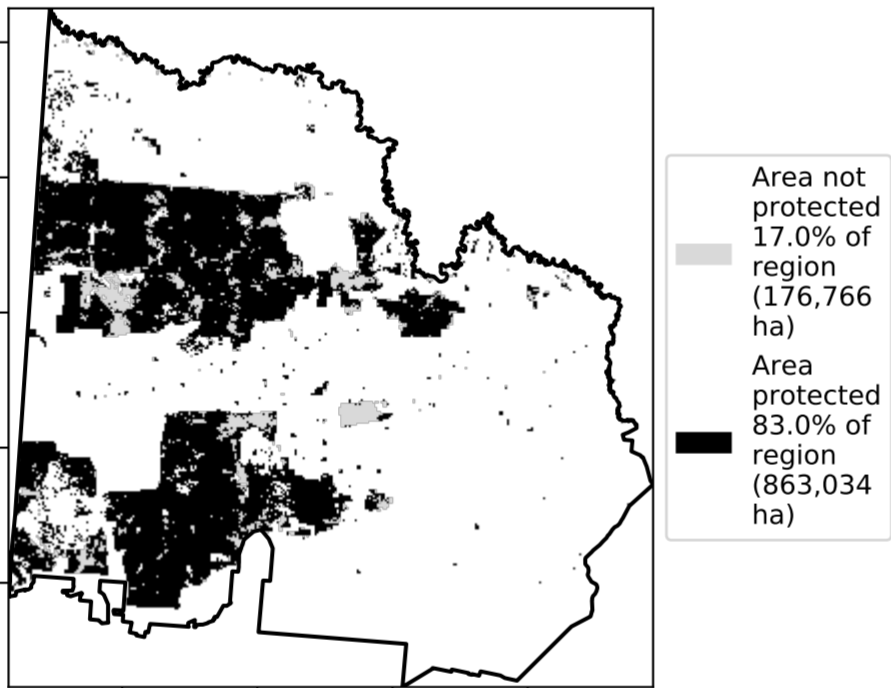 Area not
protected
17.0% of
region
(176,766
ha)
Area
protected
83.0% of
region
(863,034
ha)